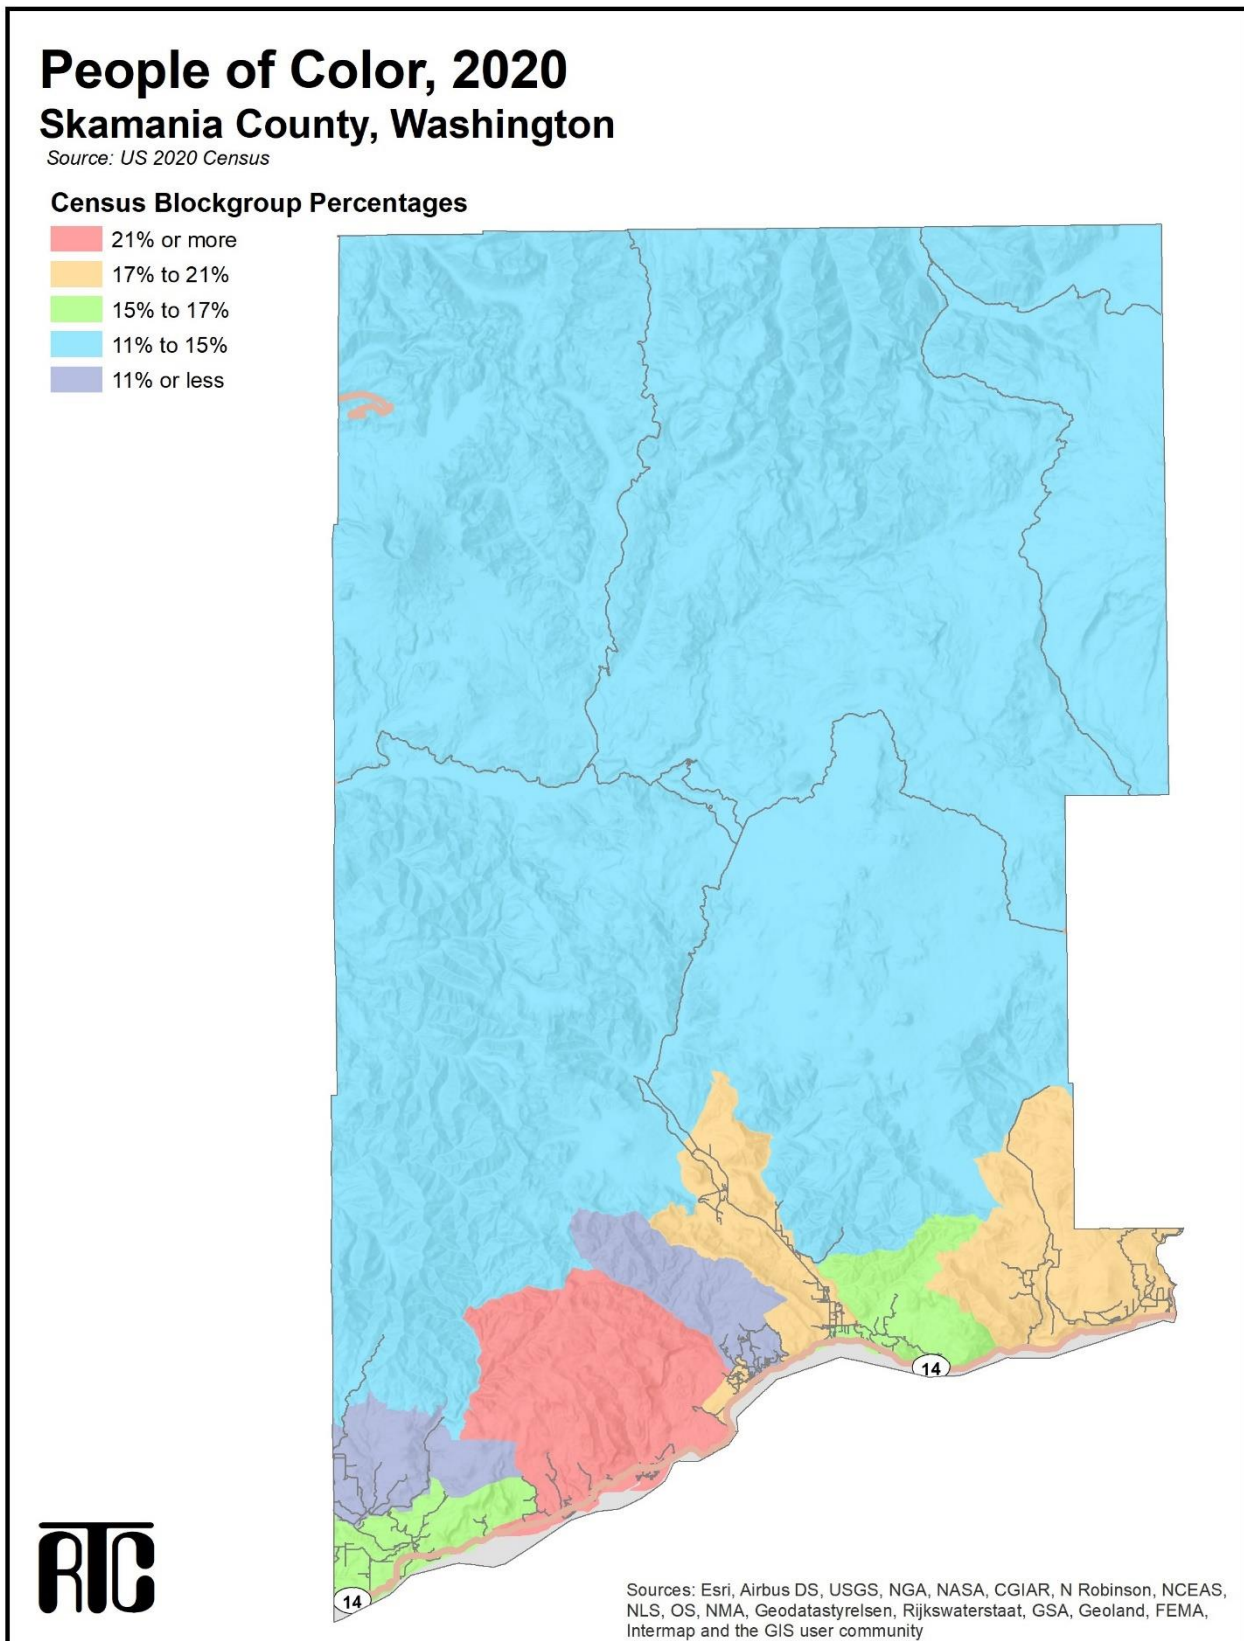 People of Color, 2020
Skamania County, Washington
Source: US 2020 Census
Census Blockgroup Percentages
21% or more
17% to 21%
15% to 17%
11% to 15%
11% or less
14
14
RTC
Sources: Esri, Airbus DS, USGS, NGA, NASA, CGIAR, N Robinson, NCEAS,
NLS, OS, NMA, Geodatastyrelsen, Rijkswaterstaat, GSA, Geoland, FEMA,
Intermap and the GIS user community